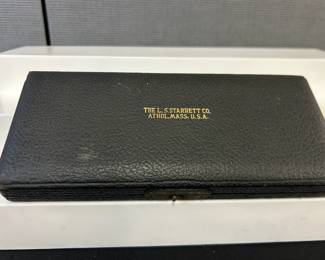 THE L.S. STARRETT CO.
ATHOL, MASS. U.S.A.